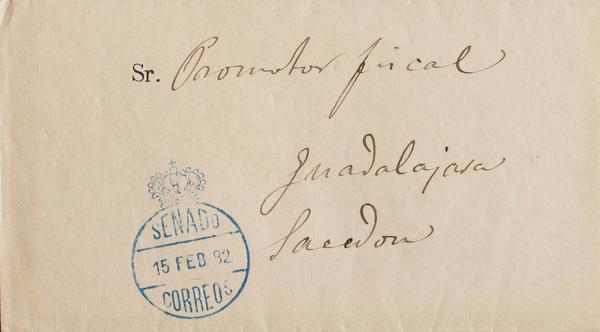 Sr. Promotor fiscal
Guadalajara
Sacedon
SENADO
15 FEB 82
CORREOS